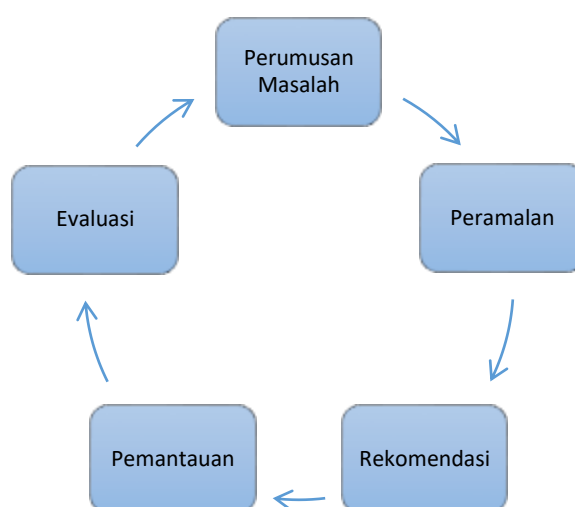 Perumusan
Masalah
Peramalan
Rekomendasi
Pemantauan
Evaluasi